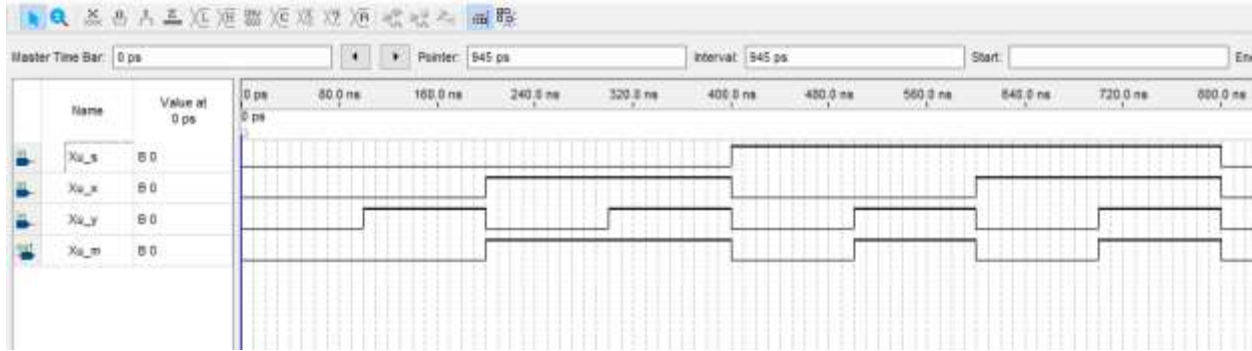 Master Time Bar: 0 ps Pointer: 945 ps Interval: 945 ps Start:
Name Value at 0 ps
0 ps 80.0 ns 160.0 ns 240.0 ns 320.0 ns 400.0 ns 480.0 ns 560.0 ns 640.0 ns 720.0 ns 800.0 ns
0 ps
Xu_s B 0
Xu_x B 0
Xu_y B 0
Xu_m B 0